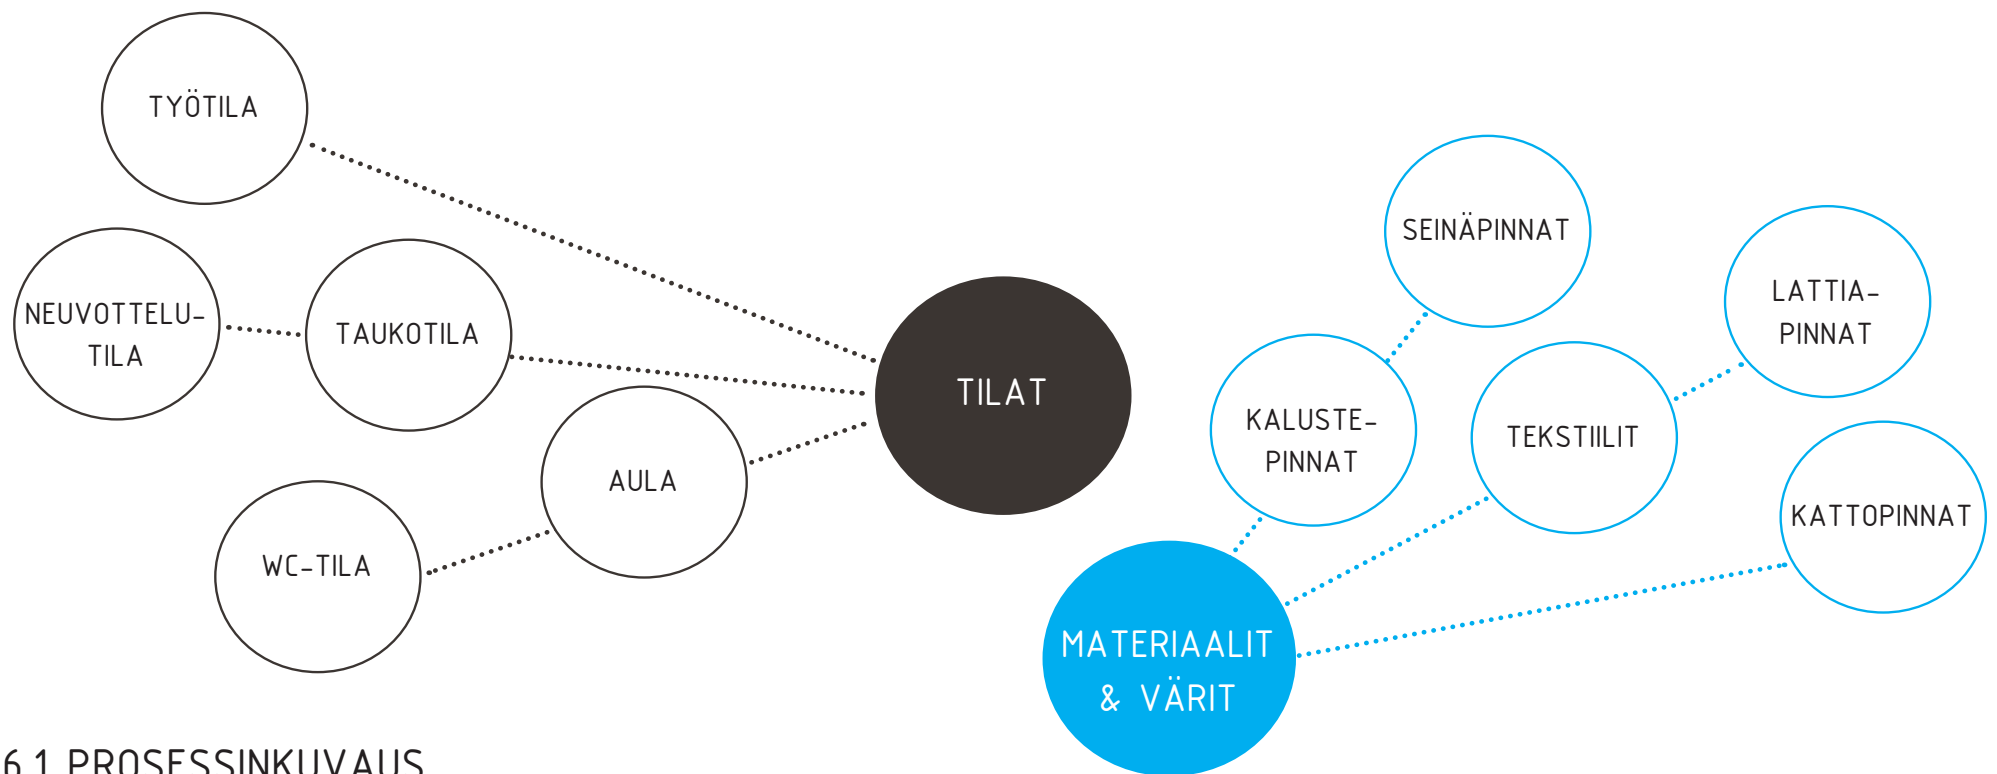 TYÖTILA
NEUVOTTELU-
TILA
TAUKOTILA
AULA
WC-TILA
TILAT
SEINÄPINNAT
LATTIA-
PINNAT
KALUSTE-
PINNAT
TEKSTIILIT
KATTOPINNAT
MATERIAALIT
& VÄRIT
6.1 PROSESSINKUVAUS